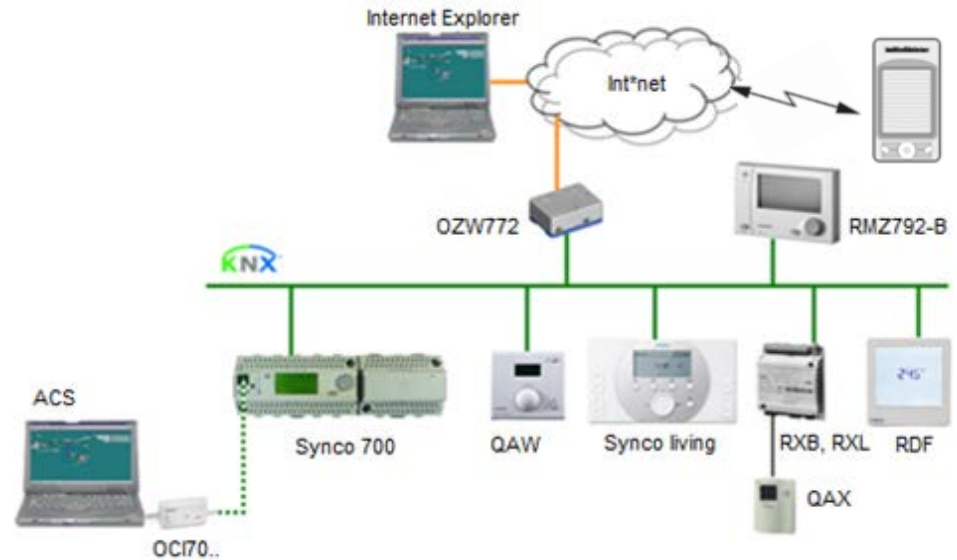 Internet Explorer
Int*net
OZW772
RMZ792-B
KNX
ACS
Synco 700
QAW
Synco living
RXB, RXL
RDF
QAX
OCI70..